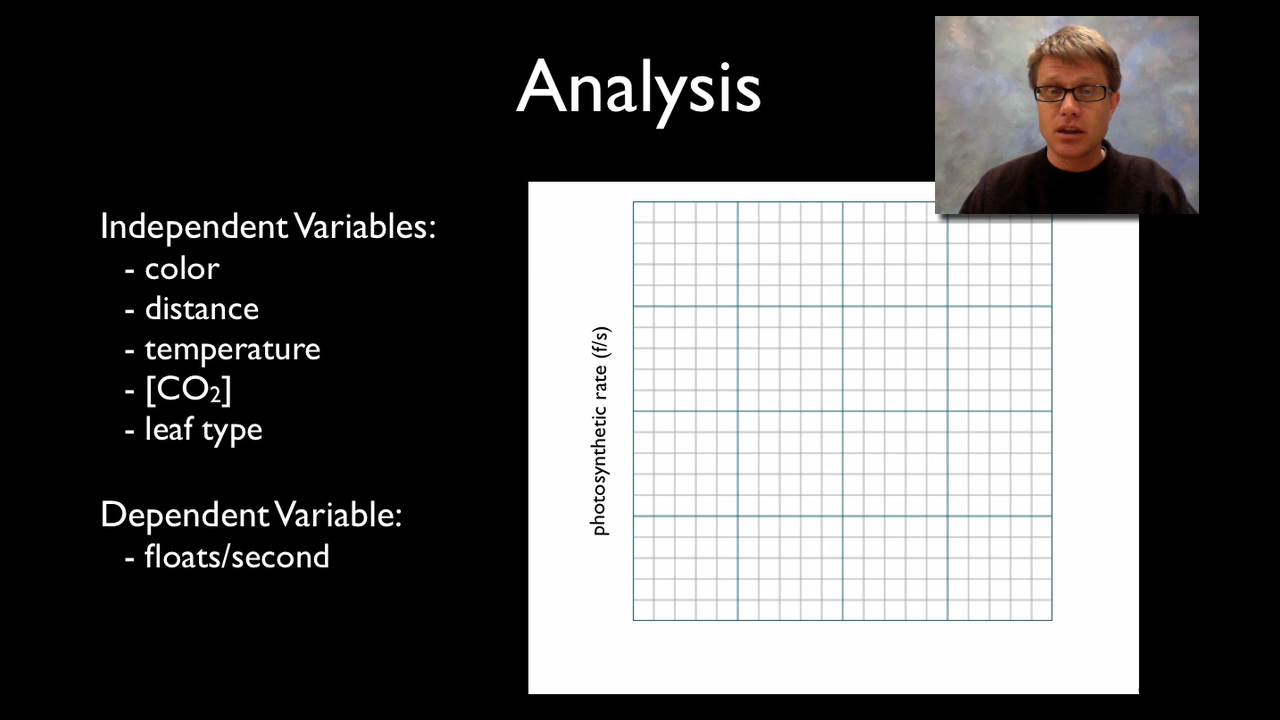 Analysis
Independent Variables:
- color
- distance
- temperature
- [CO₂]
- leaf type
Dependent Variable:
- floats/second
photosynthetic rate (f/s)